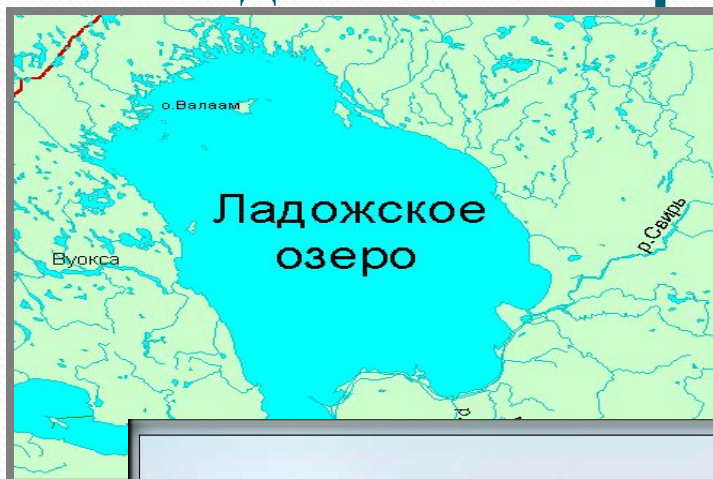 о.Валаам
Ладожское
озеро
Вуокса
р.Свирь